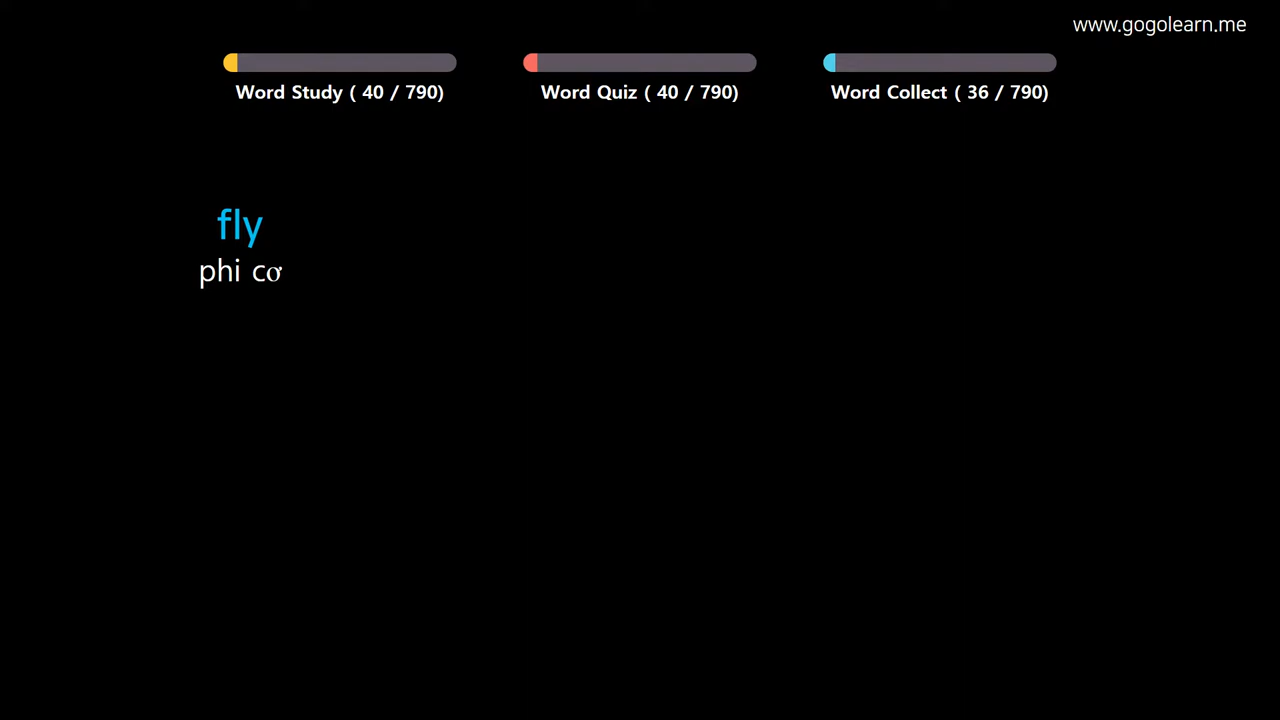 www.gogolearn.me
Word Study ( 40 / 790)
Word Quiz ( 40 / 790)
Word Collect ( 36 / 790)
fly
phi cơ